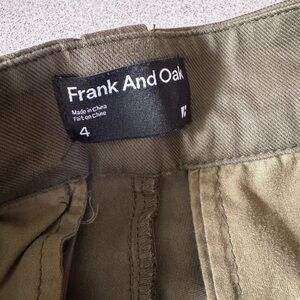 Frank And Oak
Made in China
Fait en Chine
4